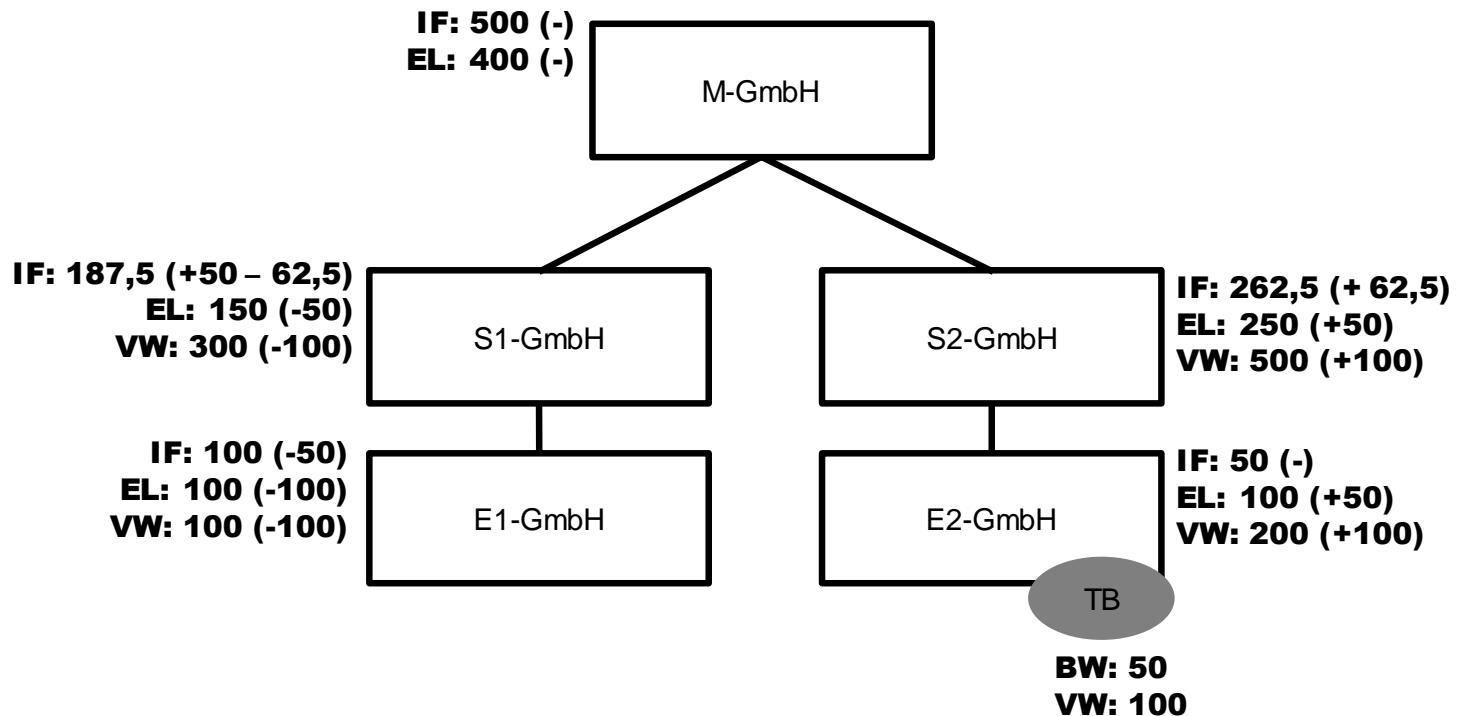 IF: 500 (-)
EL: 400 (-)
M-GmbH
IF: 187,5 (+50 – 62,5)
EL: 150 (-50)
VW: 300 (-100)
S1-GmbH
S2-GmbH
IF: 262,5 (+ 62,5)
EL: 250 (+50)
VW: 500 (+100)
IF: 100 (-50)
EL: 100 (-100)
VW: 100 (-100)
E1-GmbH
E2-GmbH
IF: 50 (-)
EL: 100 (+50)
VW: 200 (+100)
TB
BW: 50
VW: 100